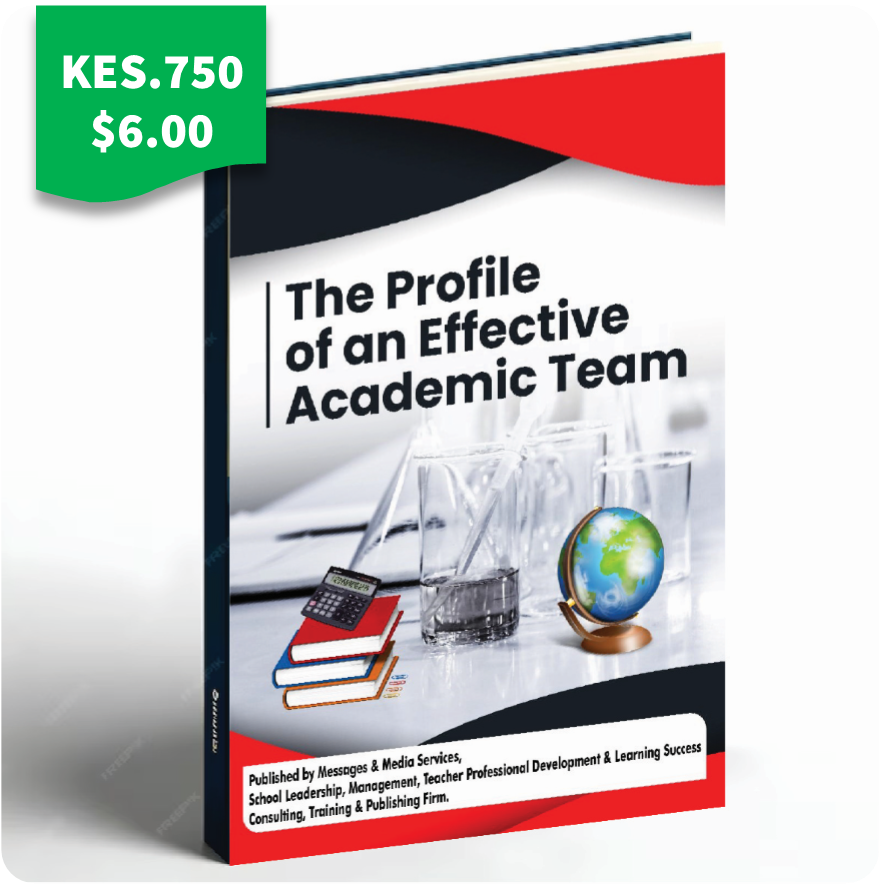 KES.750
$6.00
The Profile
of an Effective
Academic Team
Published by Messages & Media Services,
School Leadership, Management, Teacher Professional Development & Learning Success
Consulting, Training & Publishing Firm.